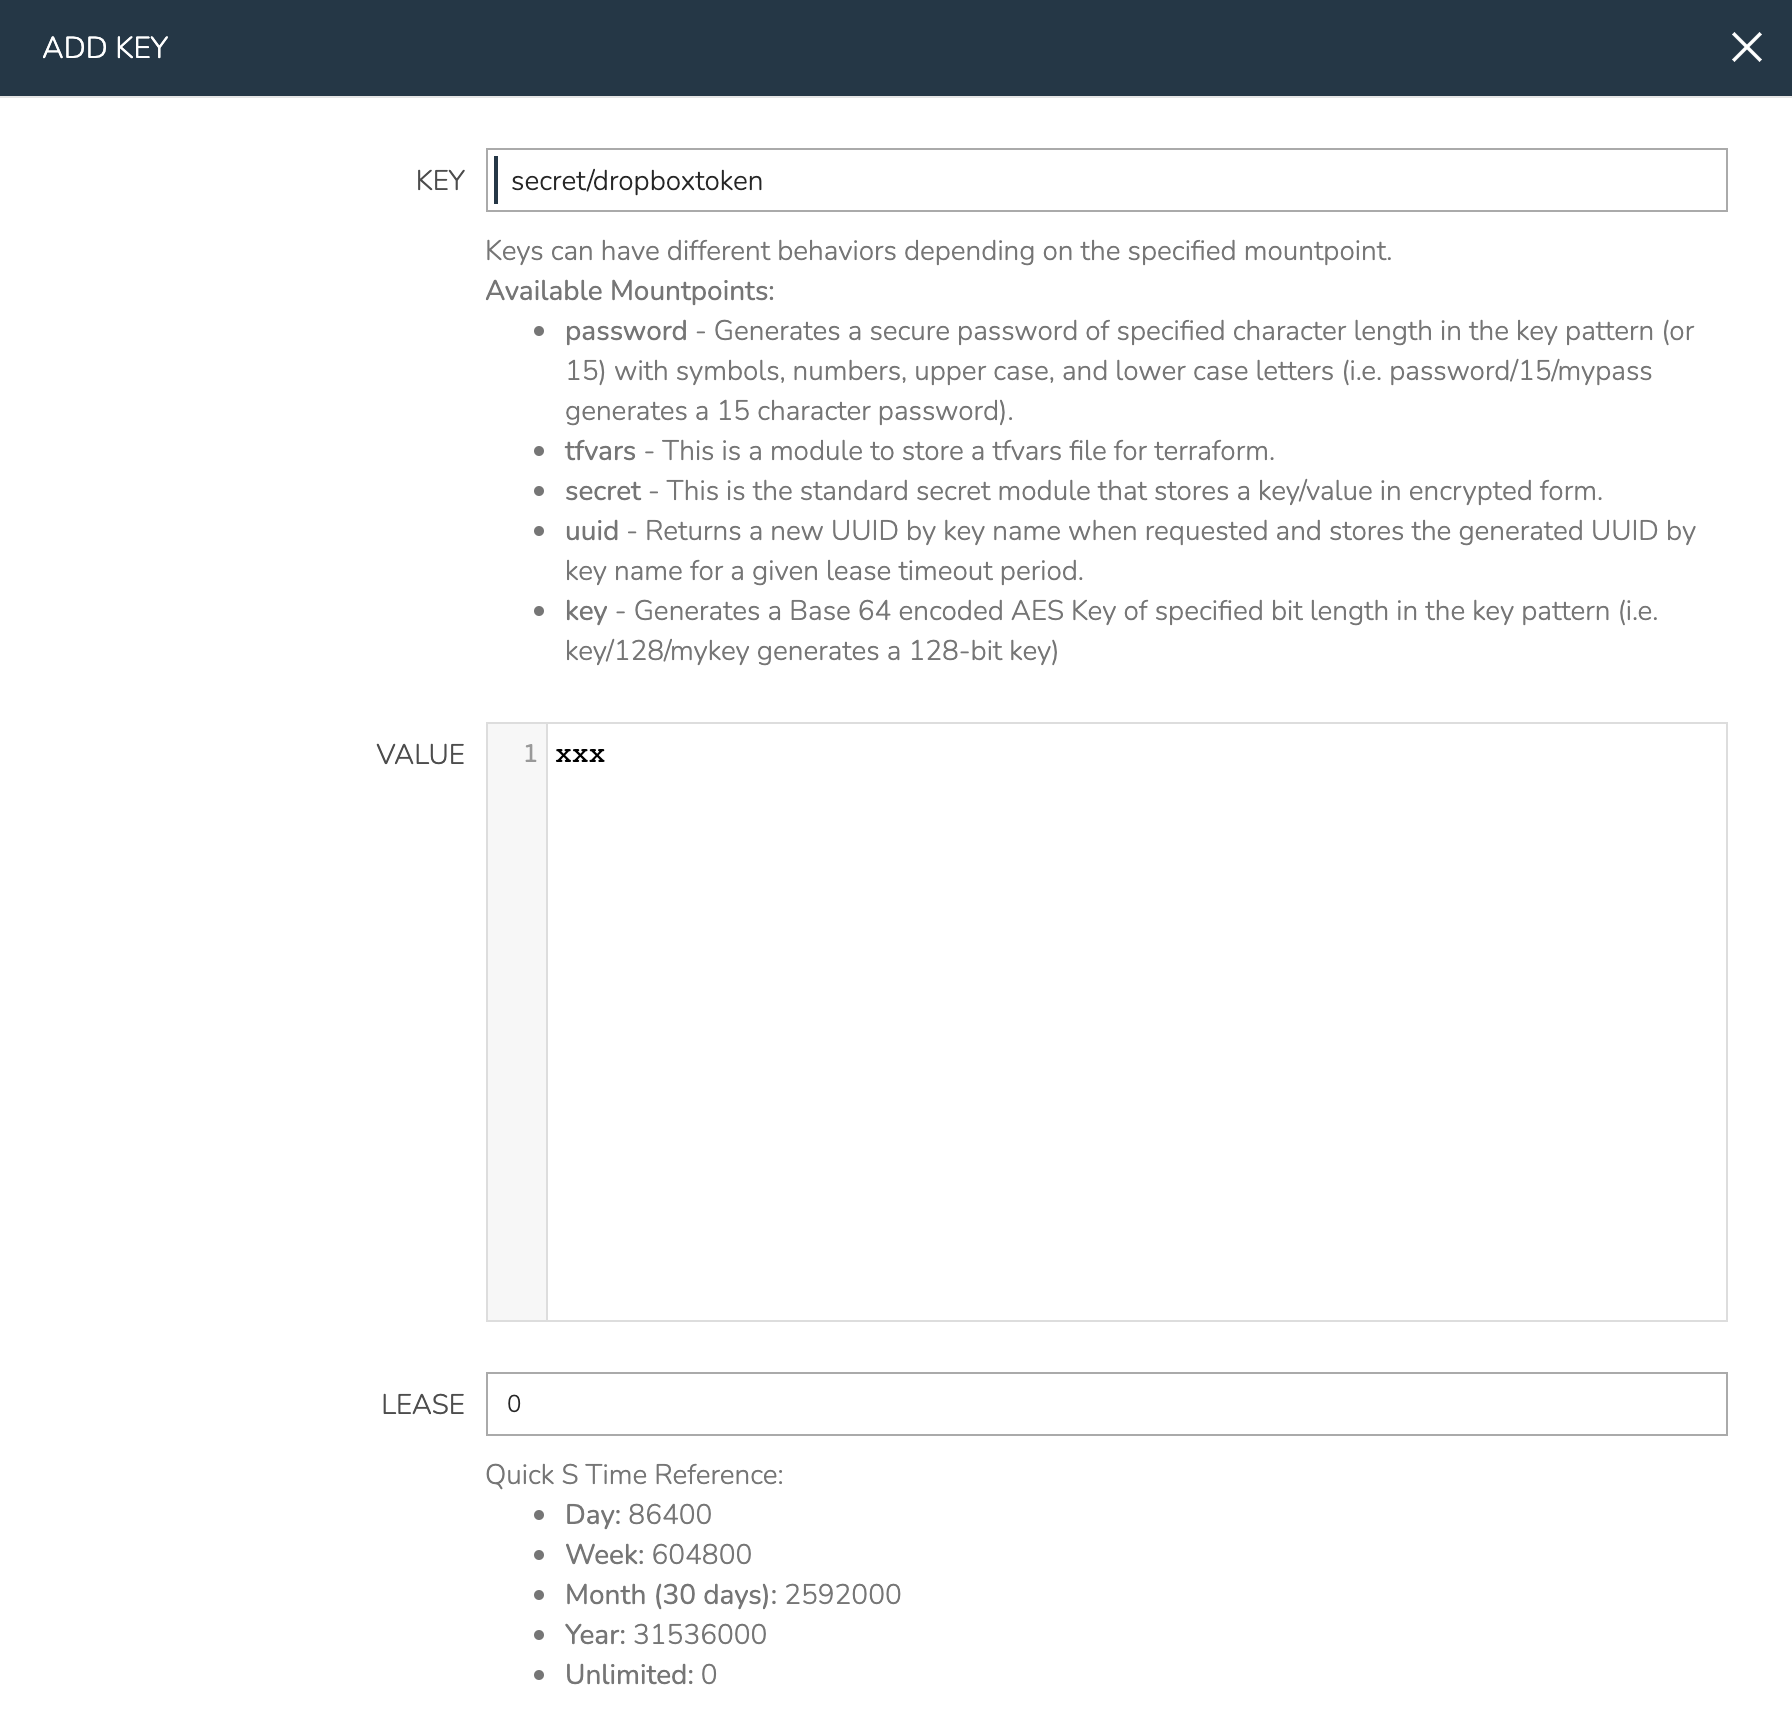 ADD KEY
KEY
secret/dropboxtoken
Keys can have different behaviors depending on the specified mountpoint.
Available Mountpoints:
password - Generates a secure password of specified character length in the key pattern (or
15) with symbols, numbers, upper case, and lower case letters (i.e. password/15/mypass
generates a 15 character password).
tfvars - This is a module to store a tfvars file for terraform.
secret - This is the standard secret module that stores a key/value in encrypted form.
uuid - Returns a new UUID by key name when requested and stores the generated UUID by
key name for a given lease timeout period.
key - Generates a Base 64 encoded AES Key of specified bit length in the key pattern (i.e.
key/128/mykey generates a 128-bit key)
VALUE
1 xxx
LEASE
0
Quick S Time Reference:
Day: 86400
Week: 604800
Month (30 days): 2592000
Year: 31536000
Unlimited: 0